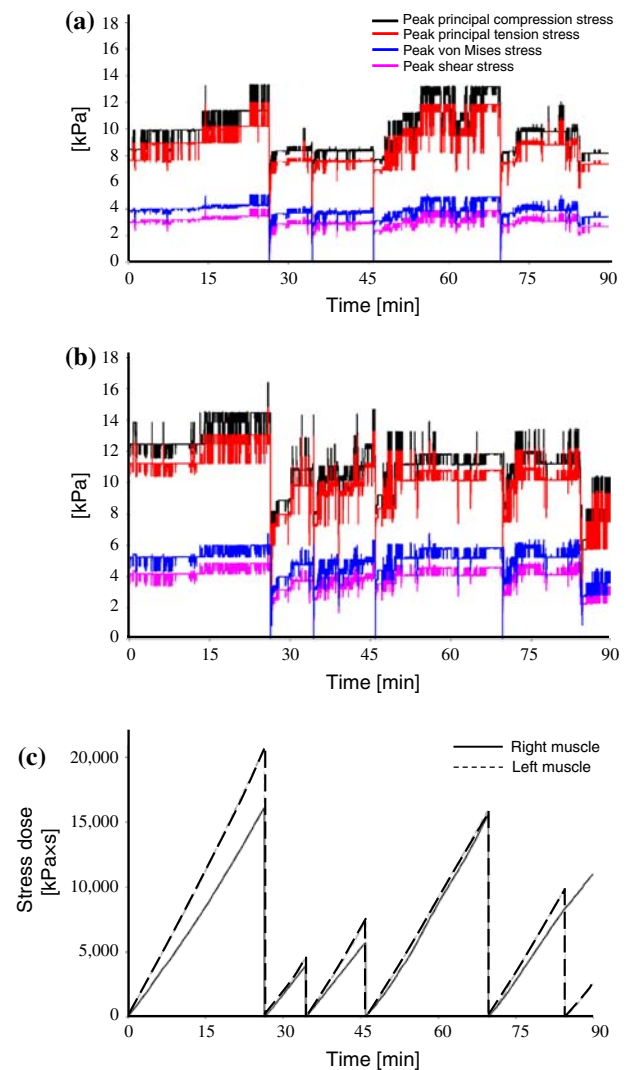 (a)
Peak principal compression stress
Peak principal tension stress
Peak von Mises stress
Peak shear stress
[kPa]
18
16
14
12
10
8
6
4
2
0
0 15 30 45 60 75 90
Time [min]
(b)
[kPa]
18
16
14
12
10
8
6
4
2
0
0 15 30 45 60 75 90
Time [min]
(c)
Right muscle
Left muscle
Stress dose
[kPa×s]
20,000
15,000
10,000
5,000
0
0 15 30 45 60 75 90
Time [min]